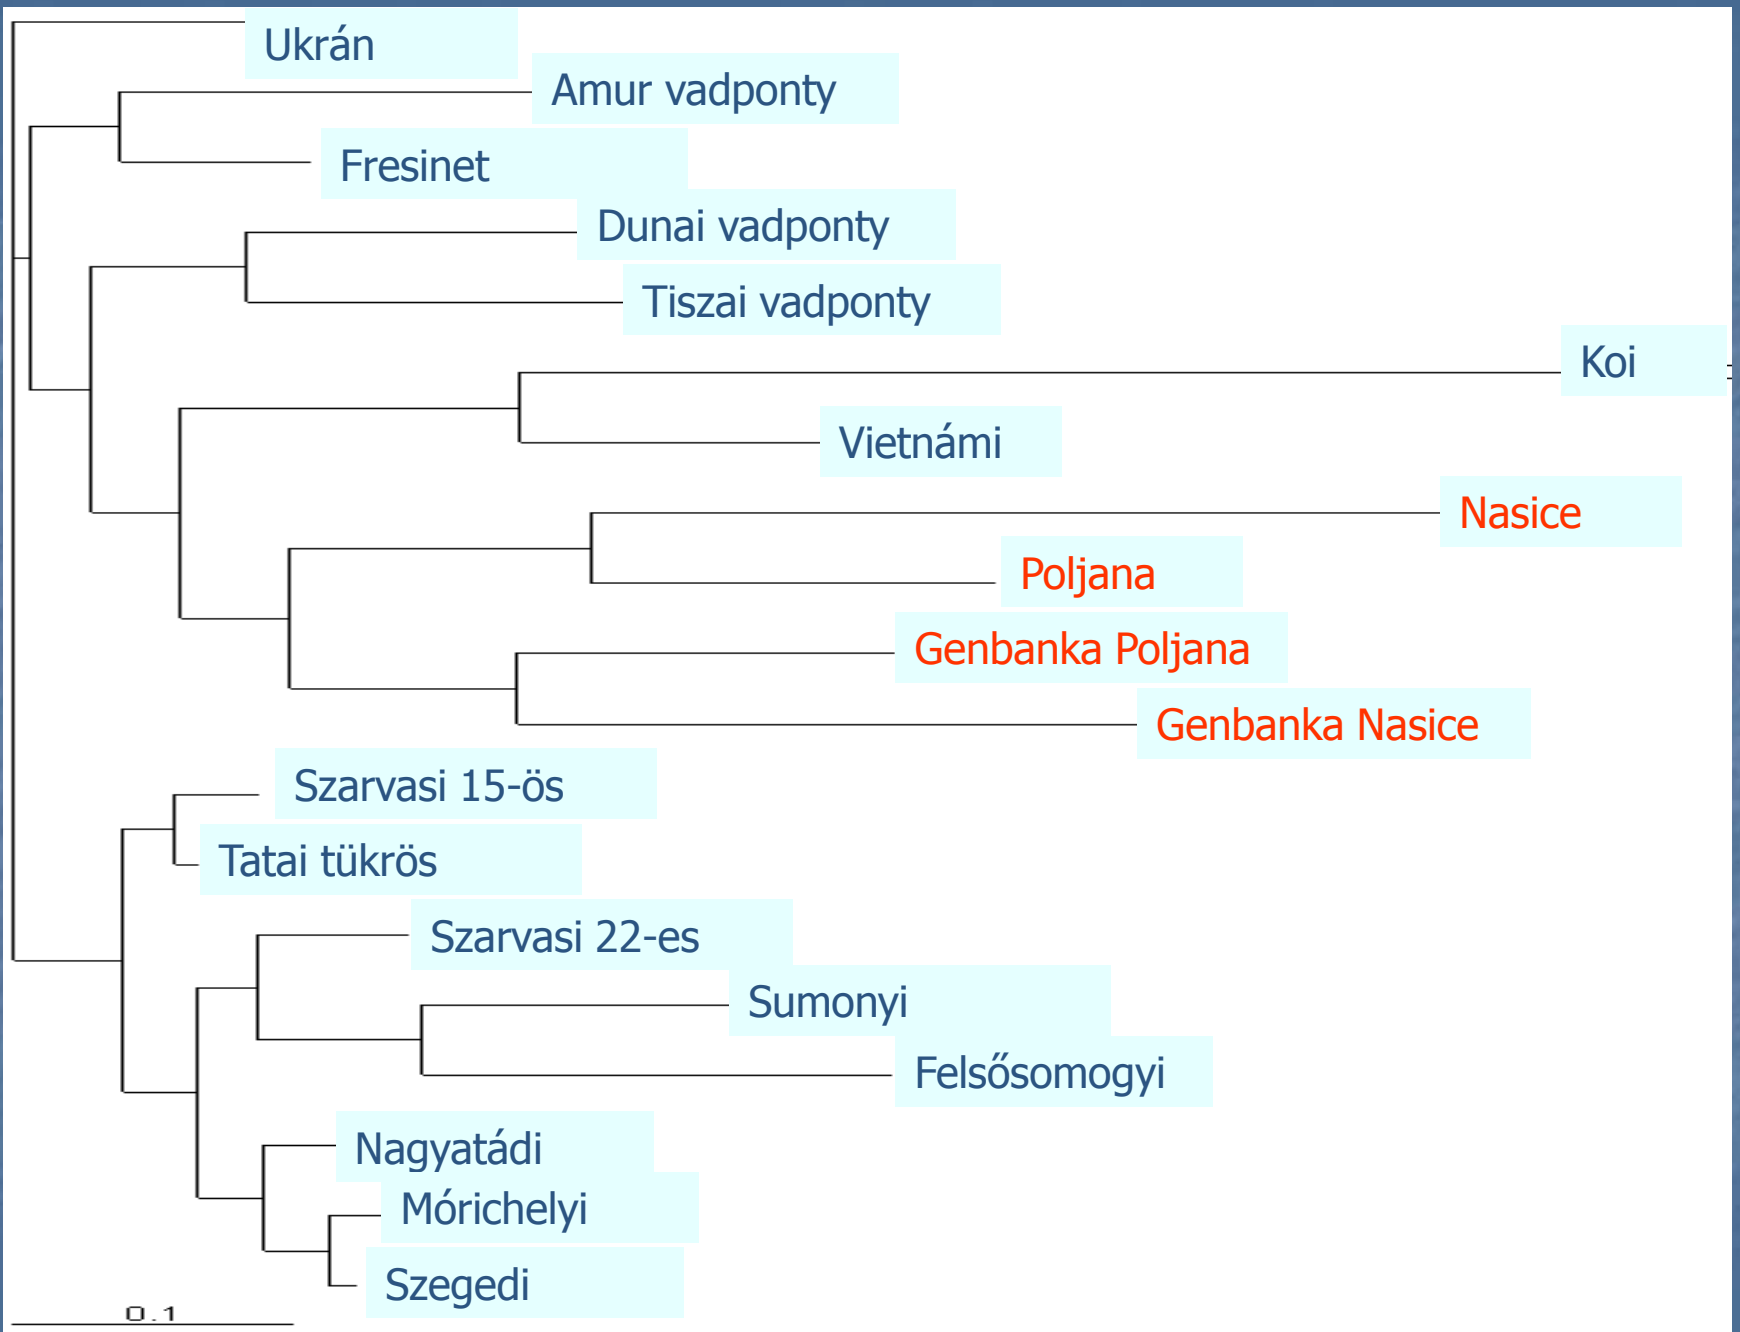 Ukrán
Amur vadponty
Fresinet
Dunai vadponty
Tiszai vadponty
Koi
Vietnámi
Nasice
Poljana
Genbanka Poljana
Genbanka Nasice
Szarvasi 15-ös
Tatai tükrös
Szarvasi 22-es
Sumonyi
Felsősomogyi
Nagyatádi
Mórichelyi
Szegedi
0.1